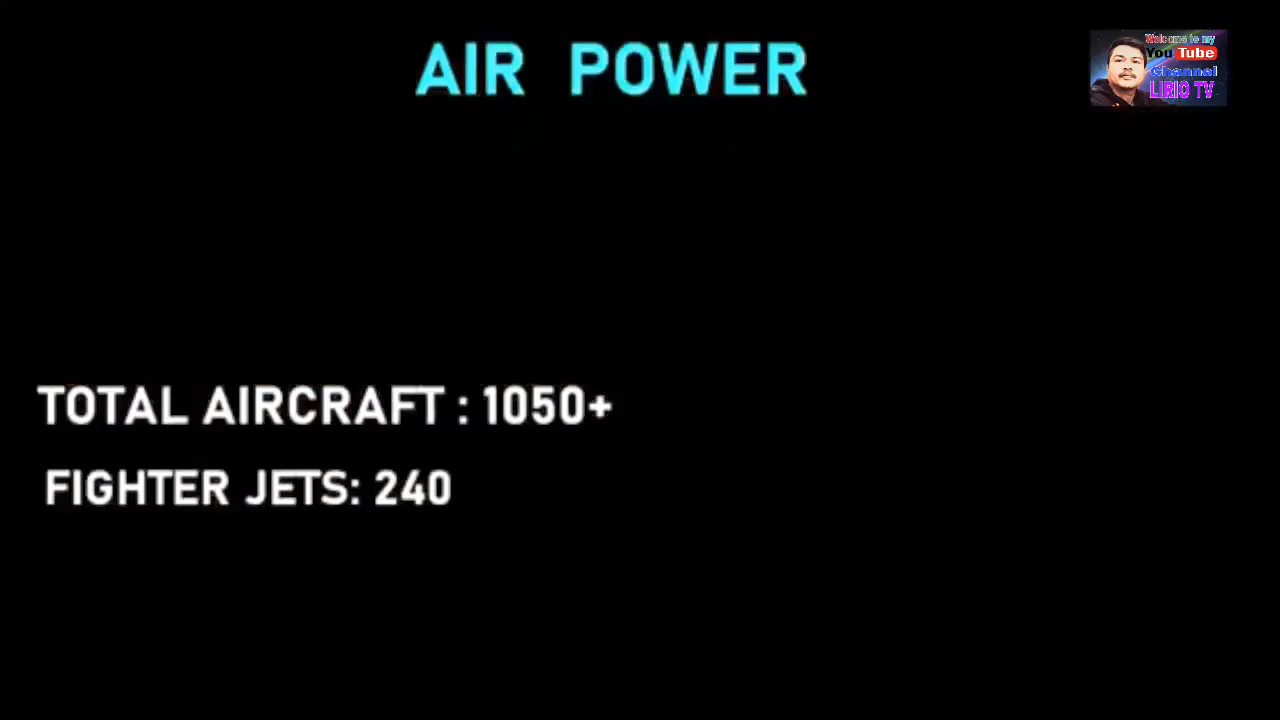 AIR POWER
Welcome to my
YouTube
Channel
LIRIO TV
TOTAL AIRCRAFT : 1050+
FIGHTER JETS: 240